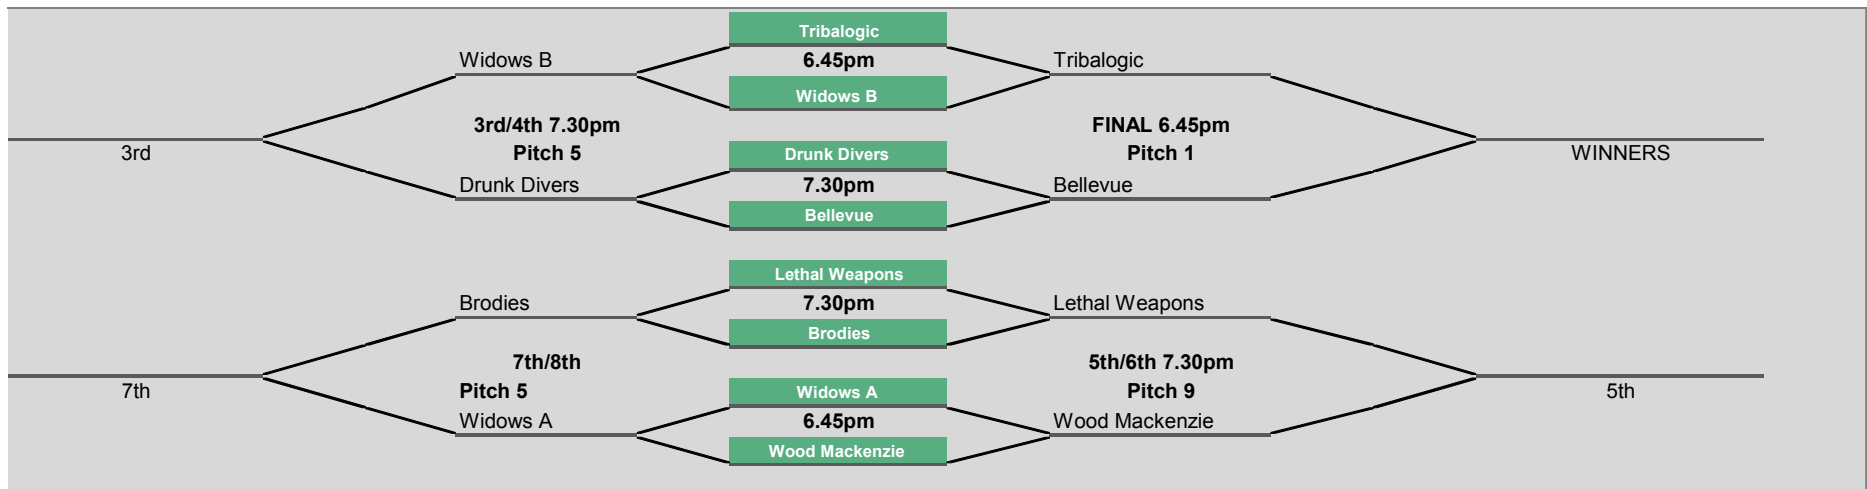 Tribalogic
Widows B 6.45pm Tribalogic
Widows B
3rd/4th 7.30pm FINAL 6.45pm
3rd Pitch 5 Drunk Divers Pitch 1 WINNERS
Drunk Divers 7.30pm Bellevue
Bellevue
Lethal Weapons
Brodies 7.30pm Lethal Weapons
Brodies
7th/8th 5th/6th 7.30pm
7th Pitch 5 Widows A Pitch 9 5th
Widows A 6.45pm Wood Mackenzie
Wood Mackenzie